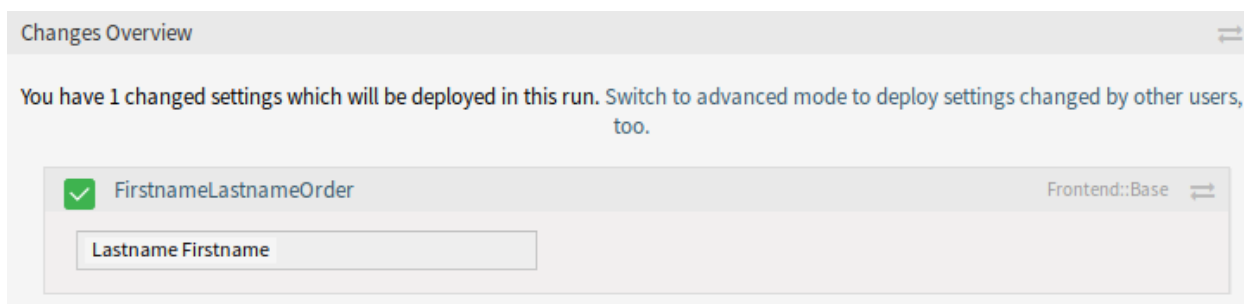 Changes Overview
You have 1 changed settings which will be deployed in this run. Switch to advanced mode to deploy settings changed by other users,
too.
FirstnameLastnameOrder Frontend::Base
Lastname Firstname